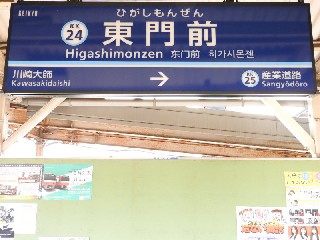 KEIKYU
ひがしもんぜん
KK
24
東門前
Higashimonzen 东门前 히가시몬젠
川崎大師
Kawasakidaishi
→
KK
25
産業道路
Sangyōdōro